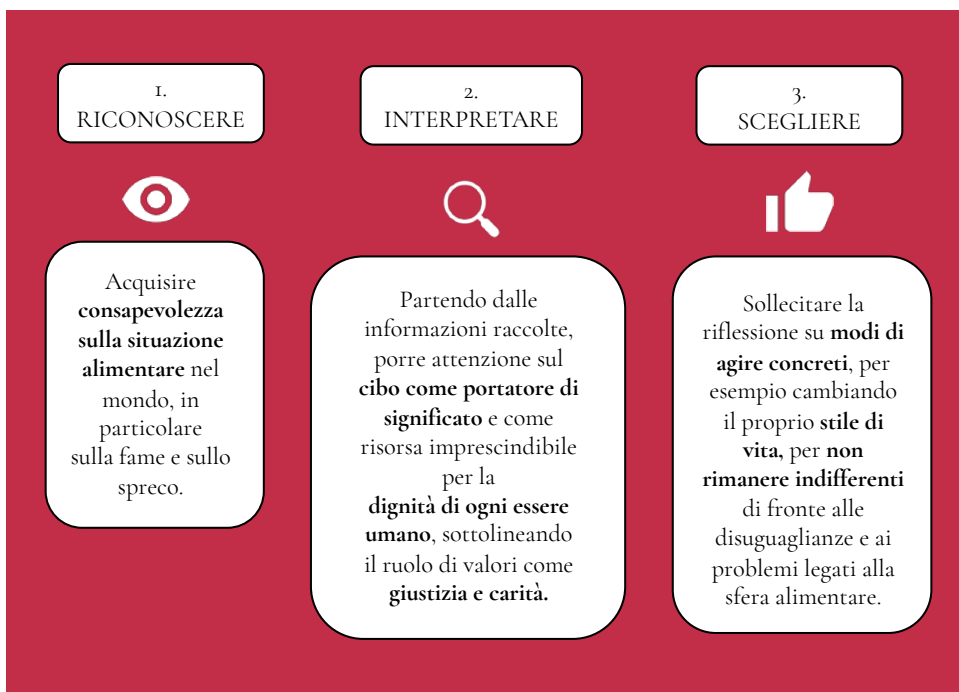 1.
RICONOSCERE
Acquisire
consapevolezza
sulla situazione
alimentare nel
mondo, in
particolare
sulla fame e sullo
spreco.
2.
INTERPRETARE
Partendo dalle
informazioni raccolte,
porre attenzione sul
cibo come portatore di
significato e come
risorsa imprescindibile
per la
dignità di ogni essere
umano, sottolineando
il ruolo di valori come
giustizia e carità.
3.
SCEGLIERE
Sollecitare la
riflessione su modi di
agire concreti, per
esempio cambiando
il proprio stile di
vita, per non
rimanere indifferenti
di fronte alle
disuguaglianze e ai
problemi legati alla
sfera alimentare.